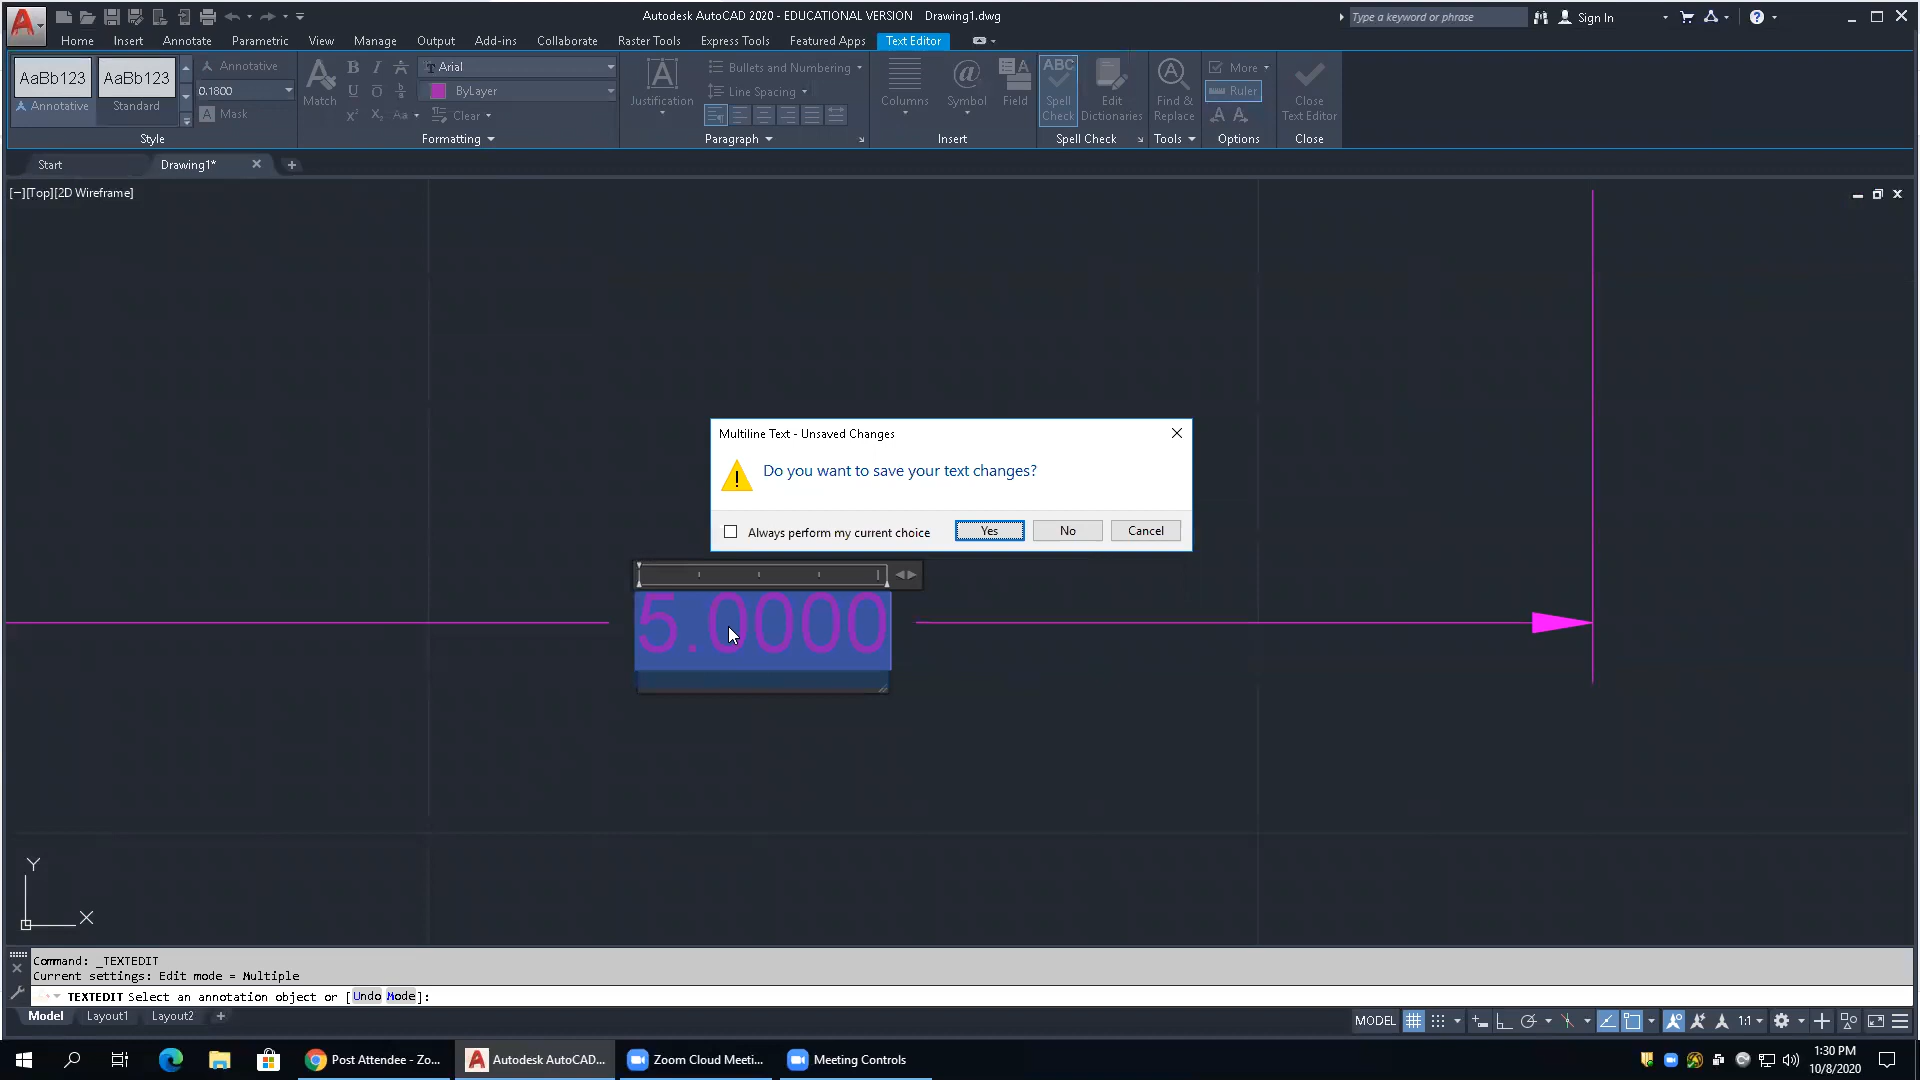 Autodesk AutoCAD 2020 - EDUCATIONAL VERSION Drawing1.dwg
Type a keyword or phrase
Sign In
Home Insert Annotate Parametric View Manage Output Add-ins Collaborate Raster Tools Express Tools Featured Apps Text Editor
AaBb123 AaBb123
Annotative Standard
Annotative
0.1800
Mask
Style
Match
Arial
ByLayer
Clear
Formatting
Justification
Bullets and Numbering
Line Spacing
Paragraph
Columns Symbol Field
Insert
ABC
Spell Check
Edit Dictionaries
Spell Check
Find & Replace
Tools
More
Ruler
Options
Close Text Editor
Close
Start Drawing1*
[−][Top][2D Wireframe]
Multiline Text - Unsaved Changes
Do you want to save your text changes?
Always perform my current choice Yes No Cancel
5.0000
Y
X
Command: _TEXTEDIT
Current settings: Edit mode = Multiple
TEXTEDIT Select an annotation object or [Undo Mode]:
Model Layout1 Layout2
MODEL 1:1
Post Attendee - Zo... Autodesk AutoCAD... Zoom Cloud Meeti... Meeting Controls
1:30 PM
10/8/2020